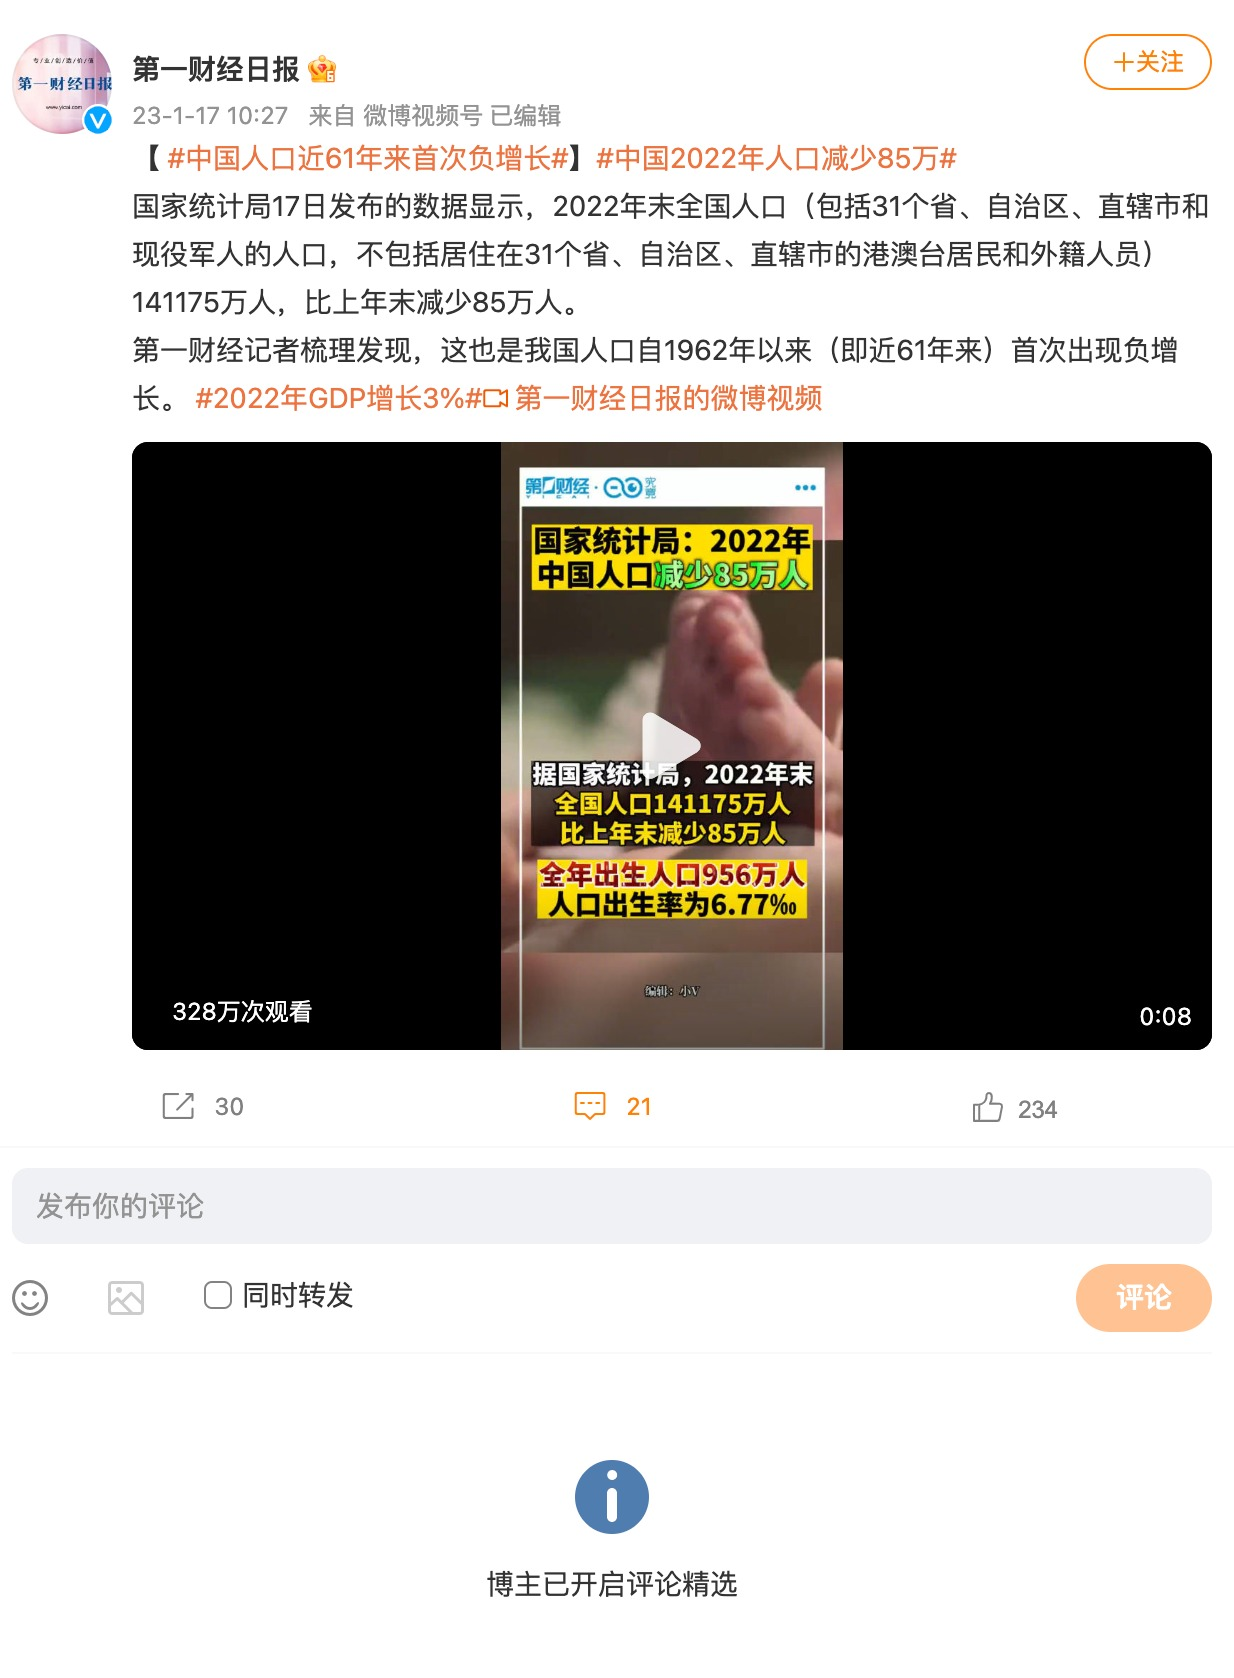 专/业/创/造/价/值
第一财经日报
www.yicai.com
第一财经日报
+关注
23-1-17 10:27 来自 微博视频号 已编辑
【 #中国人口近61年来首次负增长#】 #中国2022年人口减少85万#
国家统计局17日发布的数据显示，2022年末全国人口（包括31个省、自治区、直辖市和
现役军人的人口，不包括居住在31个省、自治区、直辖市的港澳台居民和外籍人员）
141175万人，比上年末减少85万人。
第一财经记者梳理发现，这也是我国人口自1962年以来（即近61年来）首次出现负增
长。 #2022年GDP增长3%# 第一财经日报的微博视频
第一财经 · 究竟
YICAI
国家统计局：2022年
中国人口减少85万人
据国家统计局，2022年末
全国人口141175万人
比上年末减少85万人
全年出生人口956万人
人口出生率为6.77‰
编辑：小V
328万次观看
0:08
30
21
234
发布你的评论
同时转发
评论
博主已开启评论精选